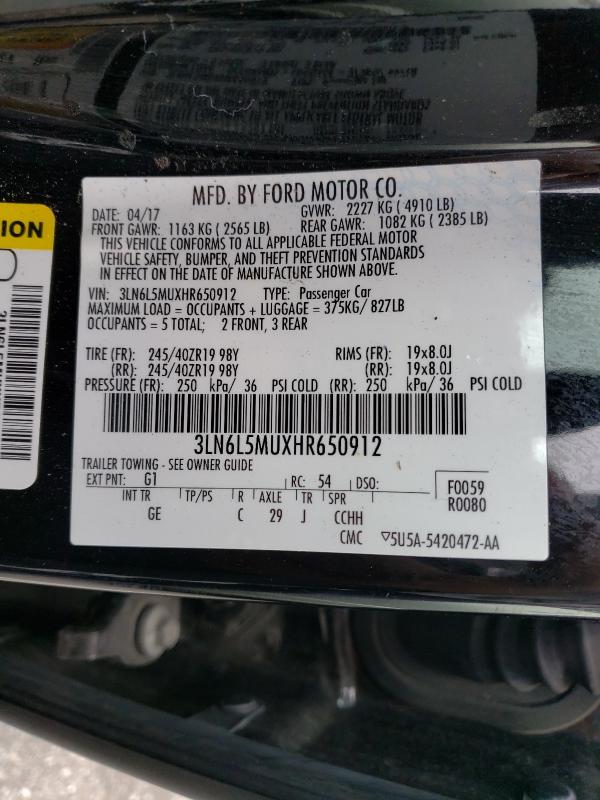 MFD. BY FORD MOTOR CO.
DATE: 04/17 GVWR: 2227 KG ( 4910 LB)
FRONT GAWR: 1163 KG ( 2565 LB) REAR GAWR: 1082 KG ( 2385 LB)
THIS VEHICLE CONFORMS TO ALL APPLICABLE FEDERAL MOTOR
VEHICLE SAFETY, BUMPER, AND THEFT PREVENTION STANDARDS
IN EFFECT ON THE DATE OF MANUFACTURE SHOWN ABOVE.
VIN: 3LN6L5MUXHR650912 TYPE: Passenger Car
MAXIMUM LOAD = OCCUPANTS + LUGGAGE = 375KG/ 827LB
OCCUPANTS = 5 TOTAL; 2 FRONT, 3 REAR
TIRE (FR): 245/40ZR19 98Y RIMS (FR): 19x8.0J
(RR): 245/40ZR19 98Y (RR): 19x8.0J
PRESSURE (FR): 250 kPa/ 36 PSI COLD (RR): 250 kPa/ 36 PSI COLD
3LN6L5MUXHR650912
TRAILER TOWING - SEE OWNER GUIDE
EXT PNT: G1 RC: 54 DSO: F0059
INT TR TP/PS R AXLE TR SPR R0080
GE C 29 J CCHH
CMC ▽5U5A-5420472-AA